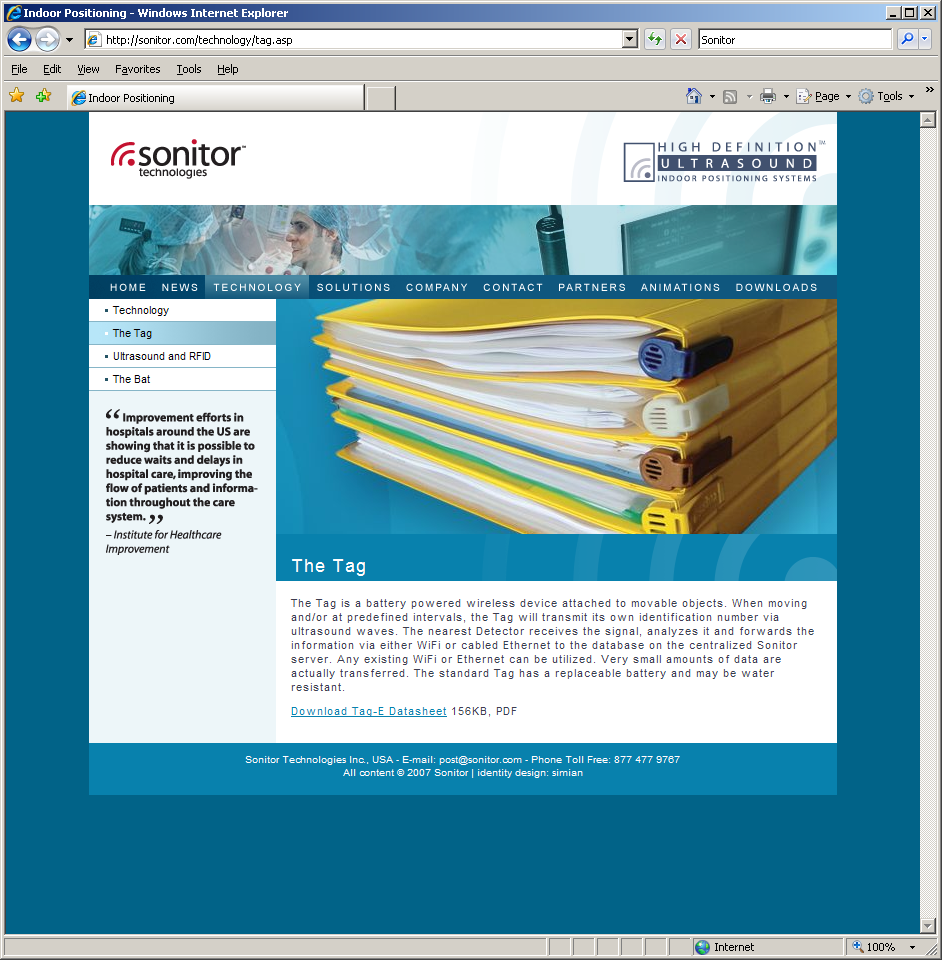 Indoor Positioning - Windows Internet Explorer
http://sonitor.com/technology/tag.asp
Sonitor
File Edit View Favorites Tools Help
Indoor Positioning
Page Tools »
sonitor™
technologies
HIGH DEFINITION™
ULTRASOUND
INDOOR POSITIONING SYSTEMS
HOME NEWS TECHNOLOGY SOLUTIONS COMPANY CONTACT PARTNERS ANIMATIONS DOWNLOADS
Technology
The Tag
Ultrasound and RFID
The Bat
“ Improvement efforts in
hospitals around the US are
showing that it is possible to
reduce waits and delays in
hospital care, improving the
flow of patients and informa-
tion throughout the care
system. ”
– Institute for Healthcare
Improvement
The Tag
The Tag is a battery powered wireless device attached to movable objects. When moving
and/or at predefined intervals, the Tag will transmit its own identification number via
ultrasound waves. The nearest Detector receives the signal, analyzes it and forwards the
information via either WiFi or cabled Ethernet to the database on the centralized Sonitor
server. Any existing WiFi or Ethernet can be utilized. Very small amounts of data are
actually transferred. The standard Tag has a replaceable battery and may be water
resistant.
Download Tag-E Datasheet 156KB, PDF
Sonitor Technologies Inc., USA - E-mail: post@sonitor.com - Phone Toll Free: 877 477 9767
All content © 2007 Sonitor | identity design: simian
Internet
100%